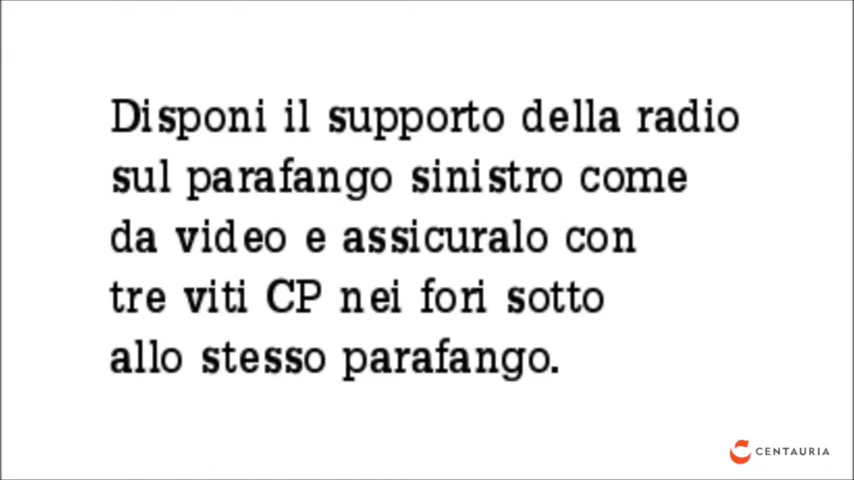 Disponi il supporto della radio
sul parafango sinistro come
da video e assicuralo con
tre viti CP nei fori sotto
allo stesso parafango.
CENTAURIA